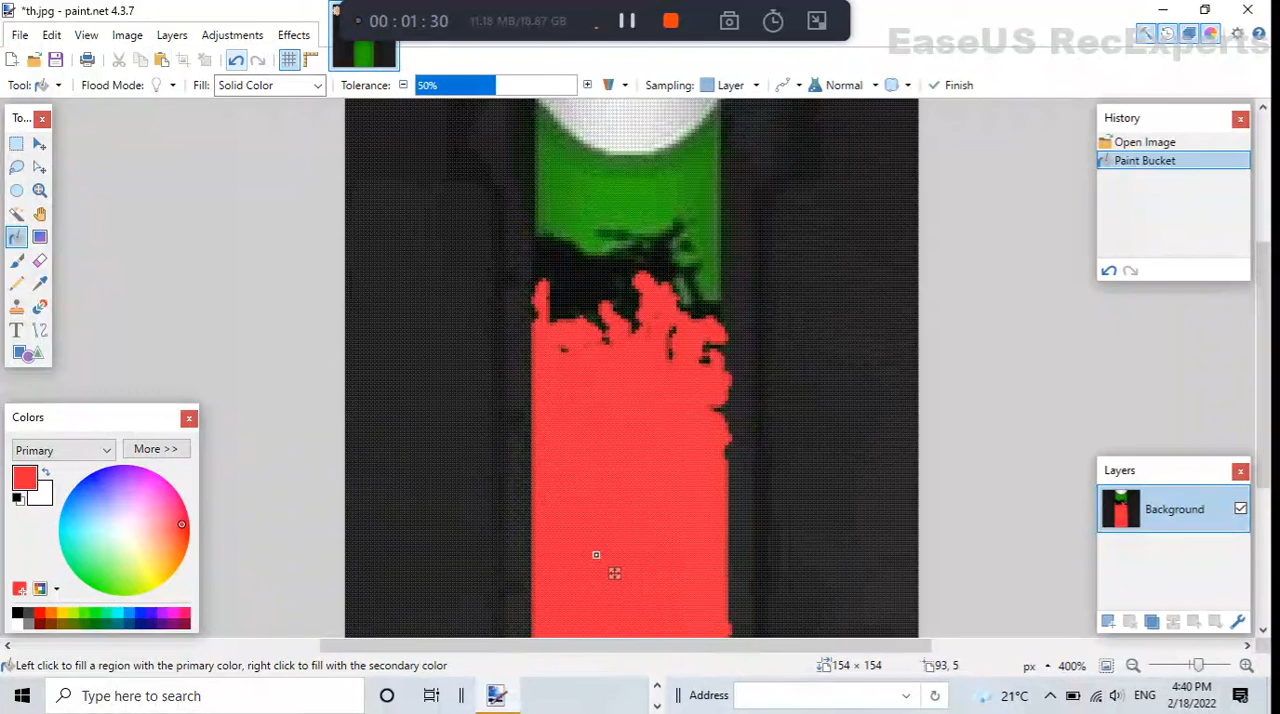 *th.jpg - paint.net 4.3.7
00 : 01 : 30
11.18 MB/18.87 GB
EaseUS RecExperts
File Edit View Image Layers Adjustments Effects
Tool: Flood Mode: Fill: Solid Color Tolerance: 50% Sampling: Layer Normal Finish
To...
History
Open Image
Paint Bucket
Colors
Primary More >>
Layers
Background
Left click to fill a region with the primary color, right click to fill with the secondary color
154 × 154
93, 5
px 400%
Type here to search
Address
21°C
ENG
4:40 PM
2/18/2022